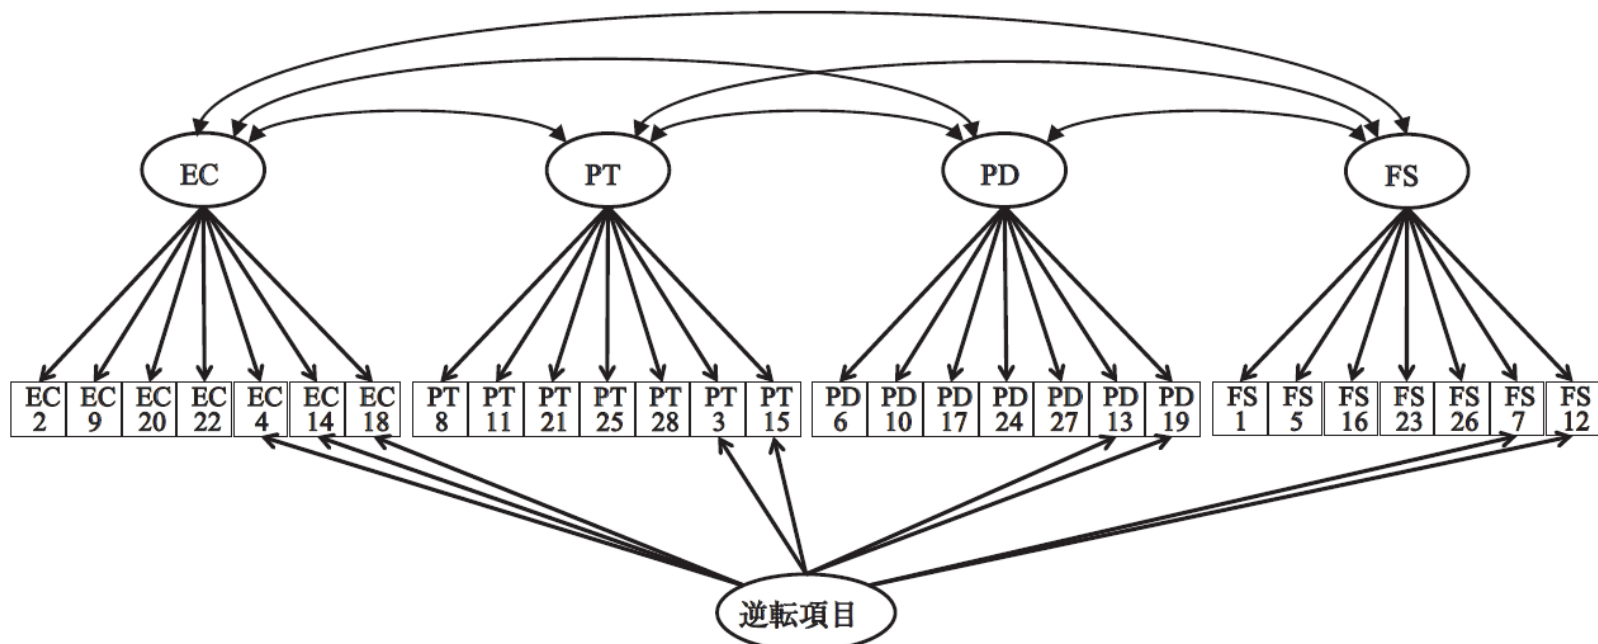 EC
PT
PD
FS
EC EC EC EC EC EC EC
2 9 20 22 4 14 18
PT PT PT PT PT PT PT
8 11 21 25 28 3 15
PD PD PD PD PD PD PD
6 10 17 24 27 13 19
FS FS FS FS FS FS FS
1 5 16 23 26 7 12
逆転項目